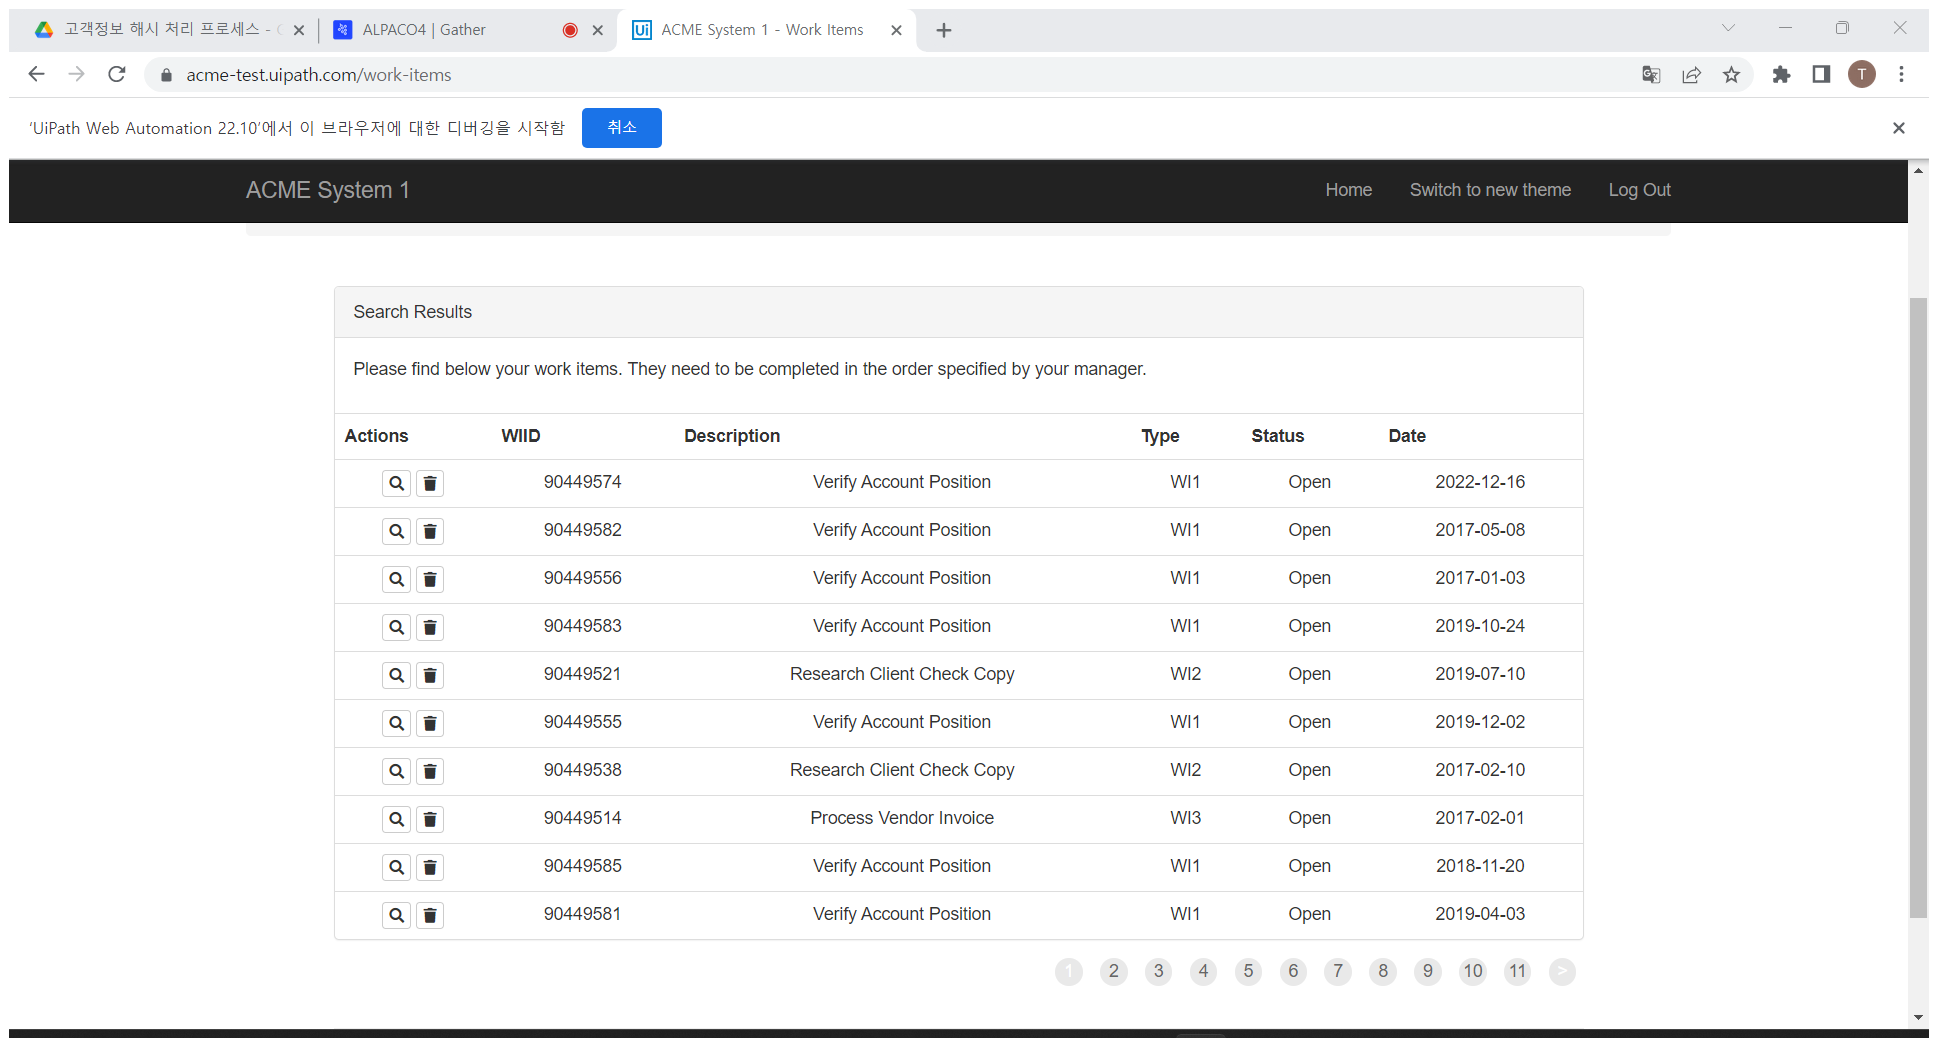 고객정보 해시 처리 프로세스 -
ALPACO4 | Gather
Ui ACME System 1 - Work Items
acme-test.uipath.com/work-items
T
'UiPath Web Automation 22.10'에서 이 브라우저에 대한 디버깅을 시작함 취소
ACME System 1 Home Switch to new theme Log Out
Search Results
Please find below your work items. They need to be completed in the order specified by your manager.
Actions WIID Description Type Status Date
90449574 Verify Account Position WI1 Open 2022-12-16
90449582 Verify Account Position WI1 Open 2017-05-08
90449556 Verify Account Position WI1 Open 2017-01-03
90449583 Verify Account Position WI1 Open 2019-10-24
90449521 Research Client Check Copy WI2 Open 2019-07-10
90449555 Verify Account Position WI1 Open 2019-12-02
90449538 Research Client Check Copy WI2 Open 2017-02-10
90449514 Process Vendor Invoice WI3 Open 2017-02-01
90449585 Verify Account Position WI1 Open 2018-11-20
90449581 Verify Account Position WI1 Open 2019-04-03
1 2 3 4 5 6 7 8 9 10 11 >